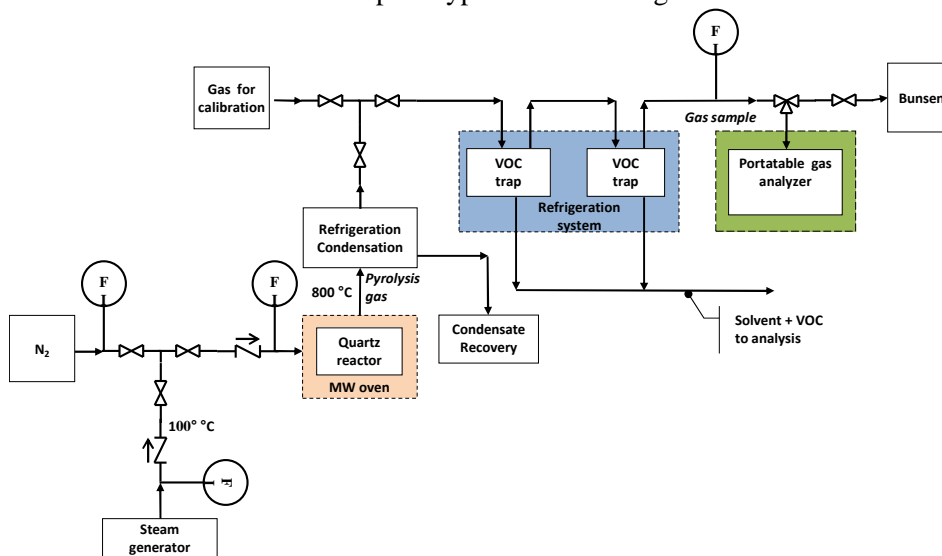 F
I
Gas for
calibration
Bunsen
Gas sample
VOC
trap
VOC
trap
Portatable gas
analyzer
Refrigeration
system
Refrigeration
Condensation
800 °C
Pyrolysis
gas
F
I
F
I
N₂
Quartz
reactor
MW oven
Condensate
Recovery
Solvent + VOC
to analysis
100° °C
F
I
Steam
generator